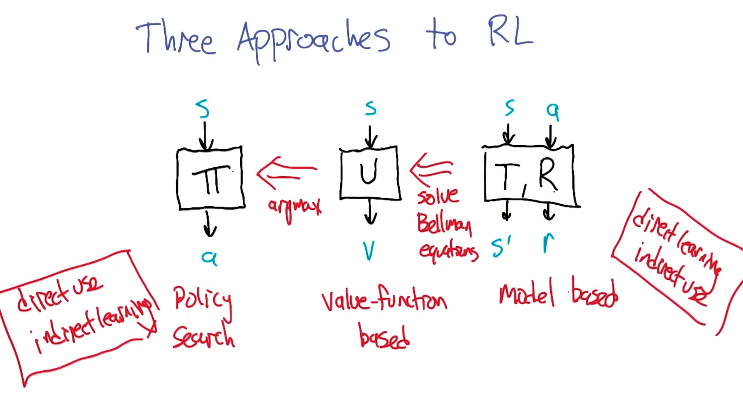 Three Approaches to RL
s
s
s a
π
U
T, R
argmax
solve
Bellman
equations
a
v
s' r
direct use
indirect learning
policy
search
value-function
based
model based
direct learning
indirect use